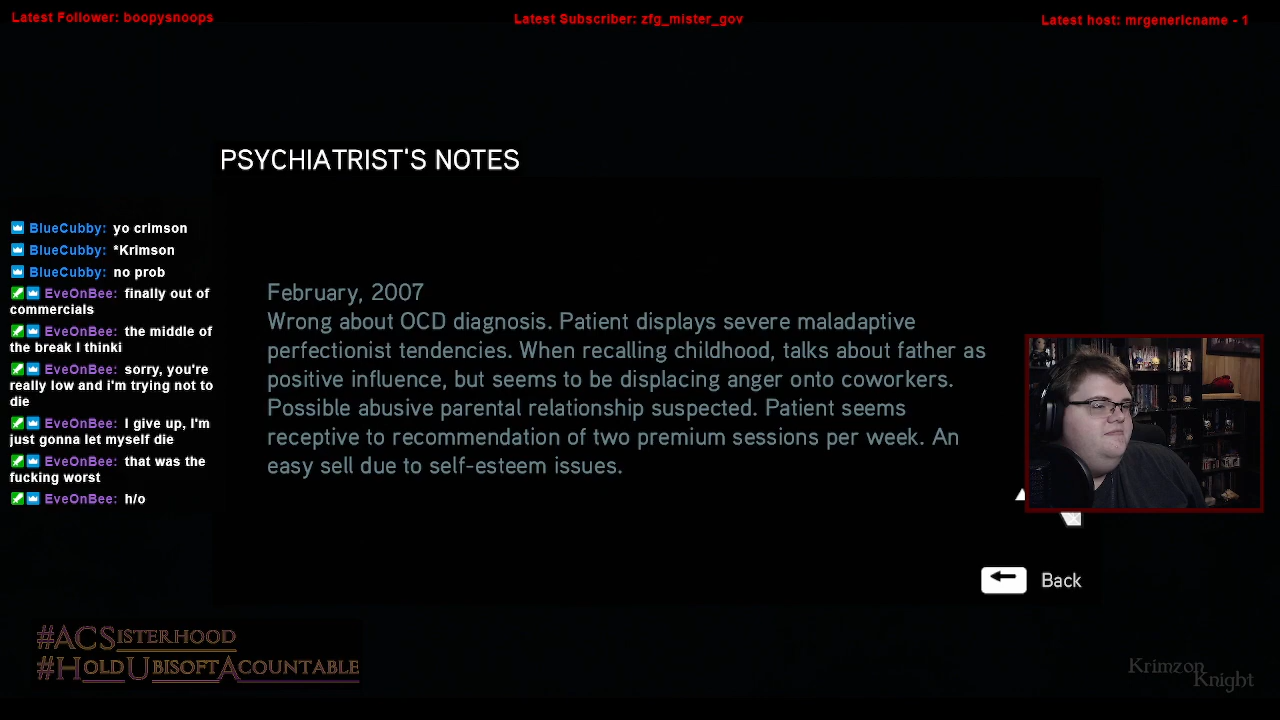 Latest Follower: boopysnoops
Latest Subscriber: zfg_mister_gov
Latest host: mrgenericname - 1
PSYCHIATRIST'S NOTES
BlueCubby: yo crimson
BlueCubby: *Krimson
BlueCubby: no prob
EveOnBee: finally out of
commercials
EveOnBee: the middle of
the break I thinki
EveOnBee: sorry, you're
really low and i'm trying not to
die
EveOnBee: I give up, I'm
just gonna let myself die
EveOnBee: that was the
fucking worst
EveOnBee: h/o
February, 2007
Wrong about OCD diagnosis. Patient displays severe maladaptive
perfectionist tendencies. When recalling childhood, talks about father as
positive influence, but seems to be displacing anger onto coworkers.
Possible abusive parental relationship suspected. Patient seems
receptive to recommendation of two premium sessions per week. An
easy sell due to self-esteem issues.
Back
#ACSisterhood
#HoldUbisoftAcountable
Krimzon
Knight